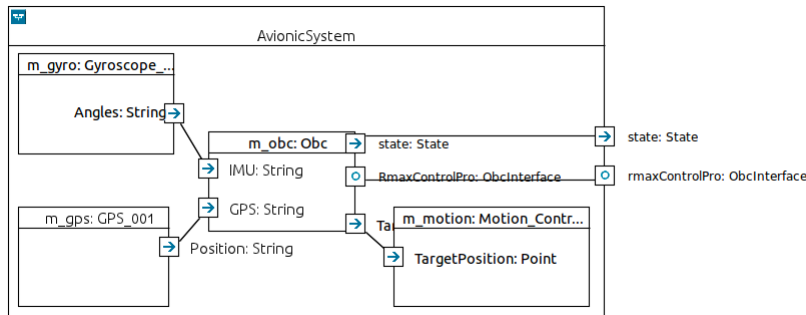 AvionicSystem
m_gyro: Gyroscope_...
Angles: String
m_obc: Obc
state: State
state: State
IMU: String
RmaxControlPro: ObcInterface
rmaxControlPro: ObcInterface
GPS: String
m_gps: GPS_001
Position: String
Tar
m_motion: Motion_Contr...
TargetPosition: Point